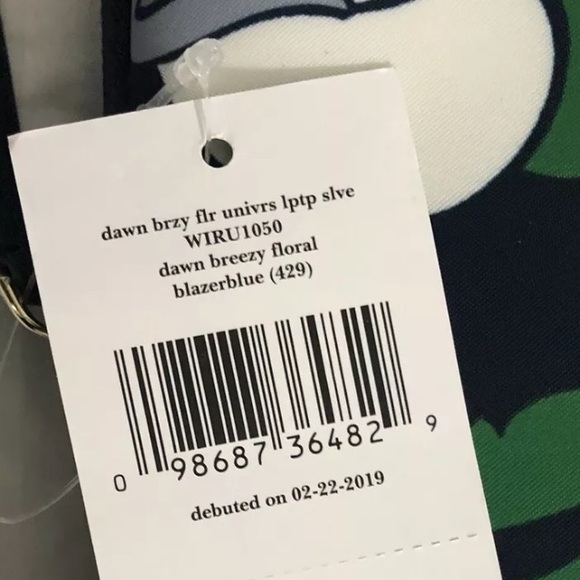 dawn brzy flr univrs lptp slve
WIRU1050
dawn breezy floral
blazerblue (429)
0 98687 36482 9
debuted on 02-22-2019